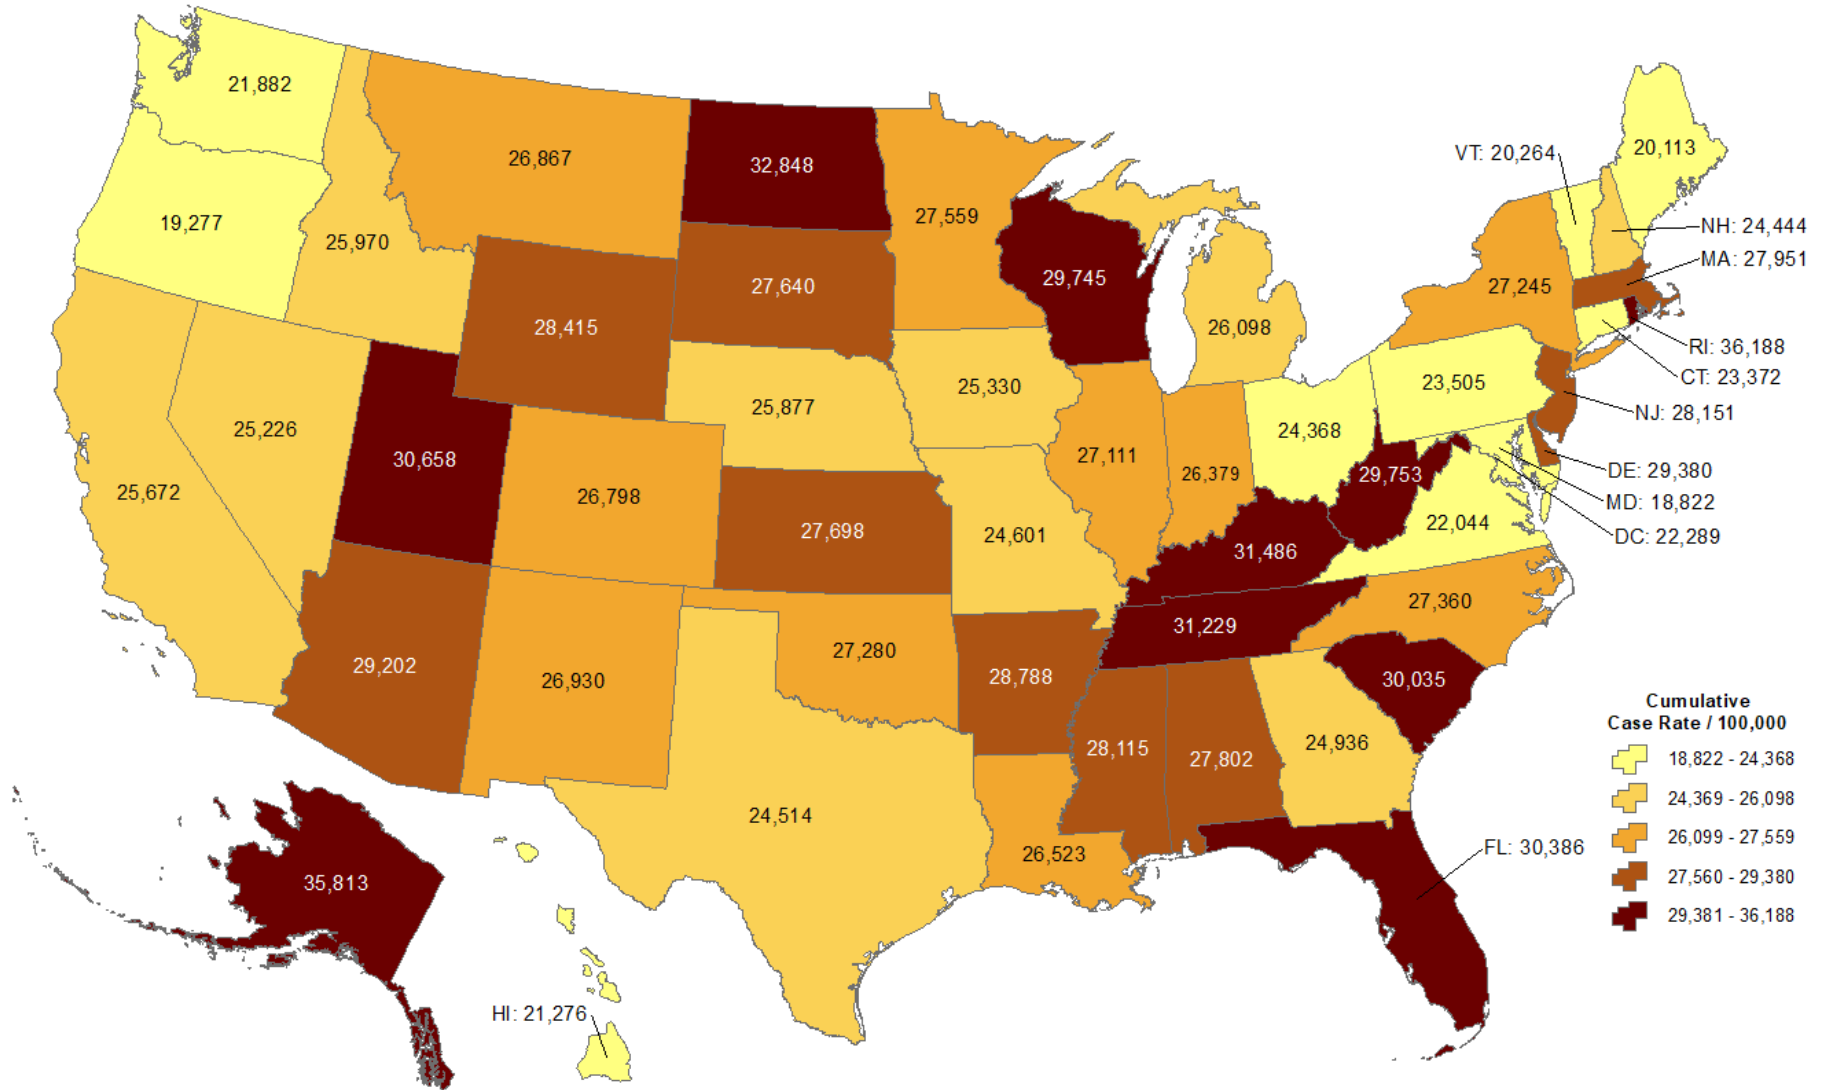 21,882
20,113
VT: 20,264
26,867
32,848
27,559
19,277
25,970
NH: 24,444
MA: 27,951
29,745
27,640
27,245
28,415
26,098
RI: 36,188
CT: 23,372
25,330
23,505
25,877
NJ: 28,151
25,226
24,368
30,658
27,111
26,379
29,753
DE: 29,380
25,672
26,798
MD: 18,822
22,044
27,698
24,601
DC: 22,289
31,486
27,360
31,229
29,202
26,930
27,280
28,788
30,035
Cumulative
Case Rate / 100,000
28,115
27,802
24,936
18,822 - 24,368
24,369 - 26,098
24,514
26,099 - 27,559
26,523
FL: 30,386
35,813
27,560 - 29,380
29,381 - 36,188
HI: 21,276